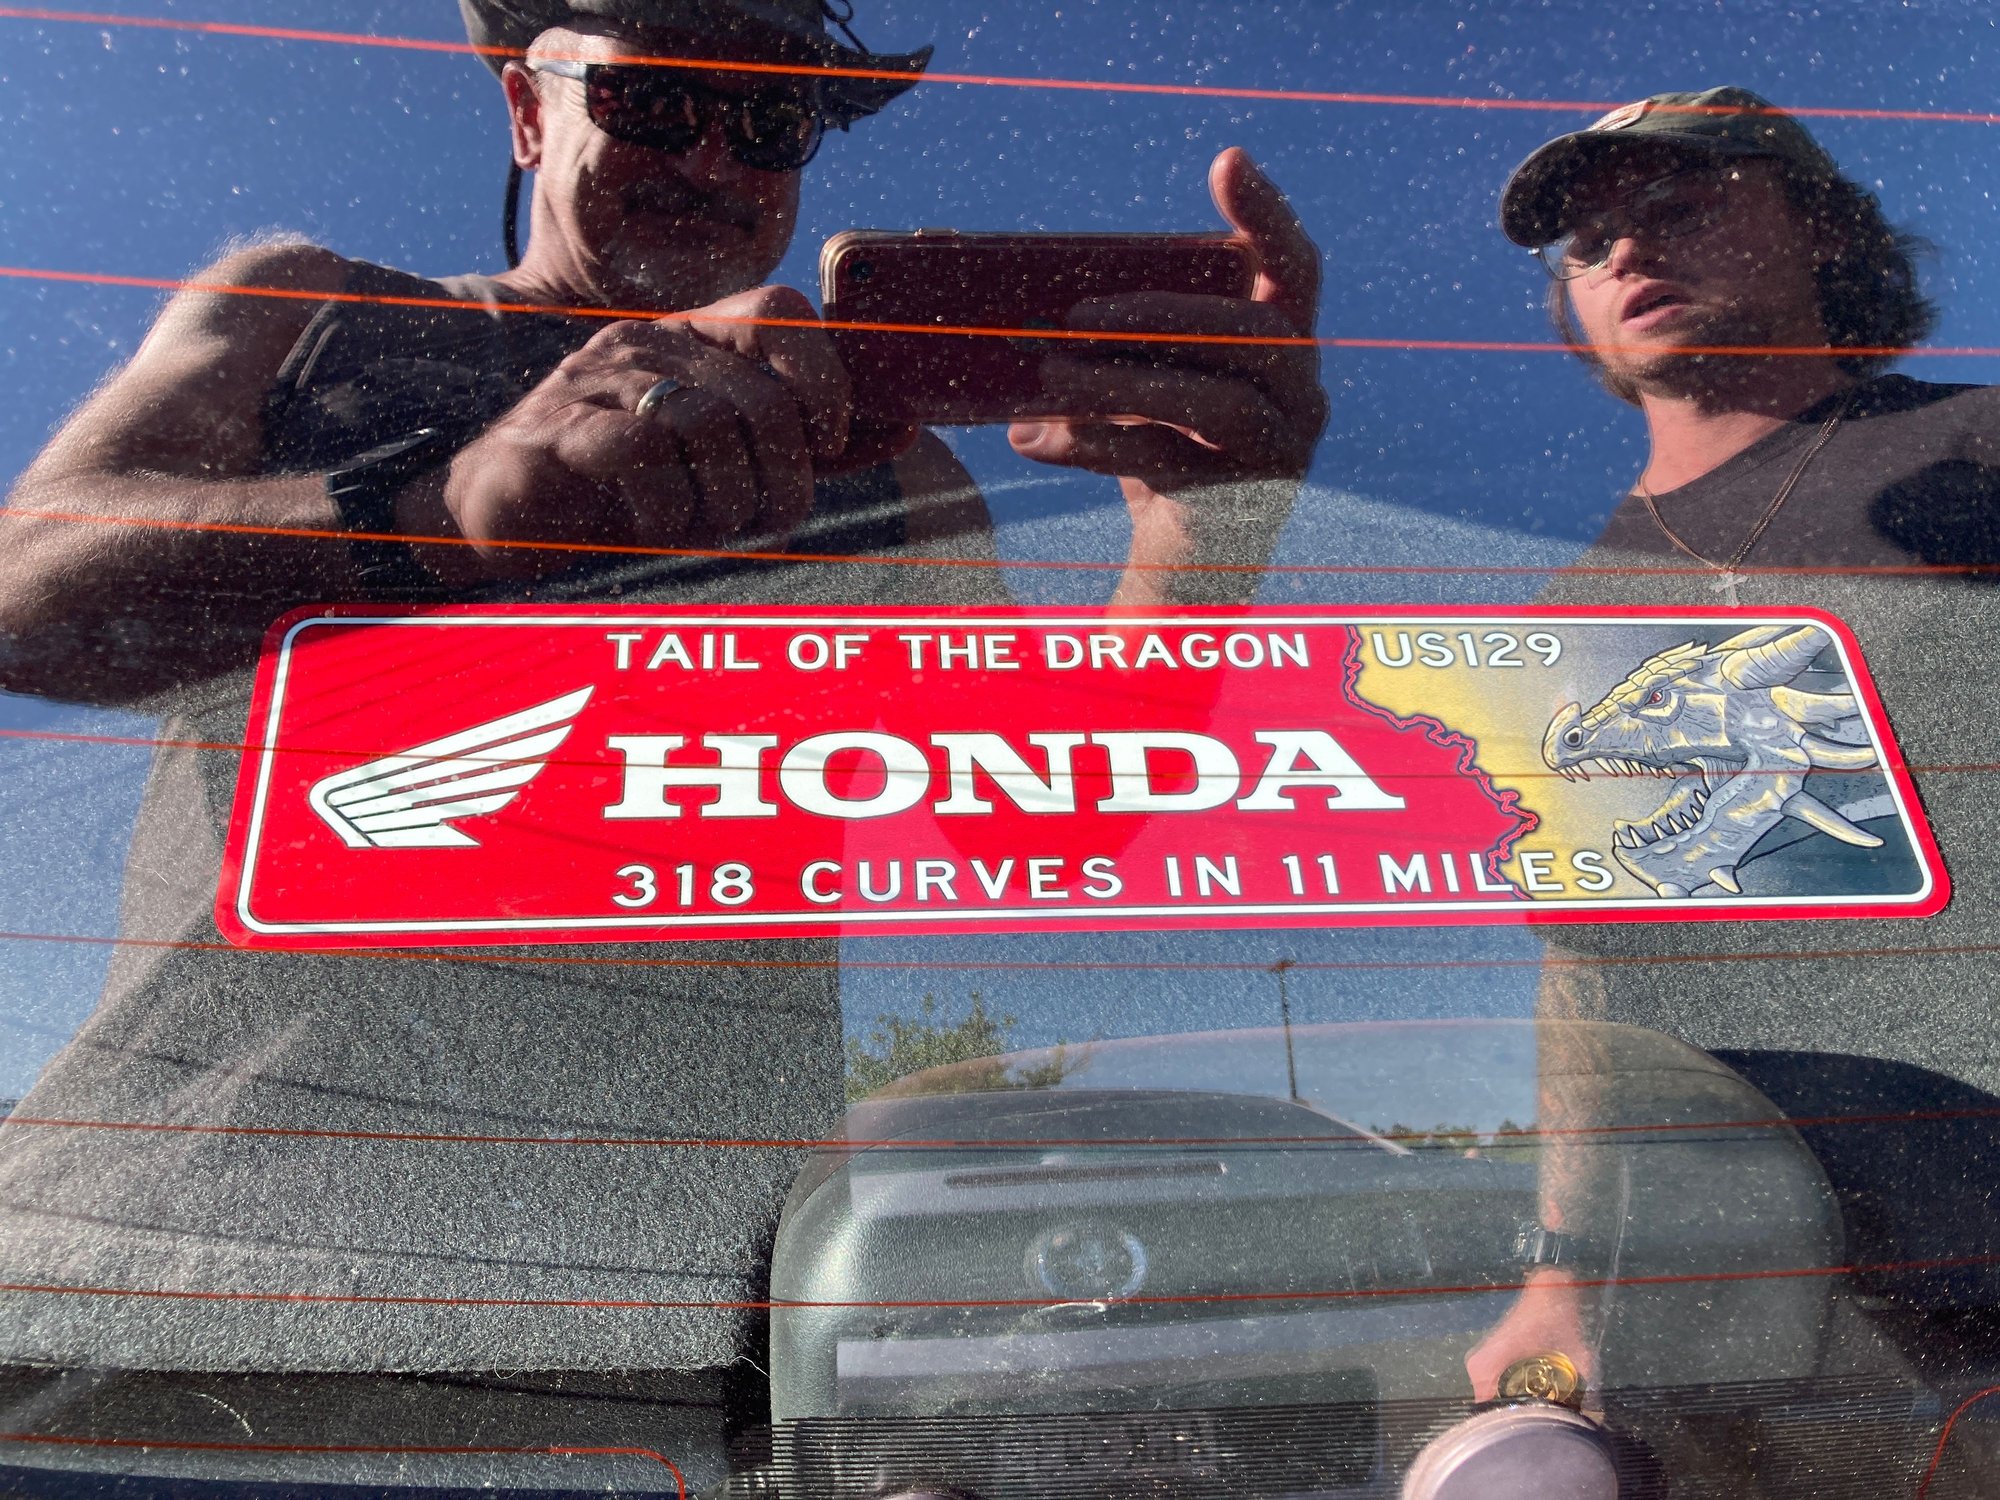 TAIL OF THE DRAGON US129
HONDA
318 CURVES IN 11 MILES